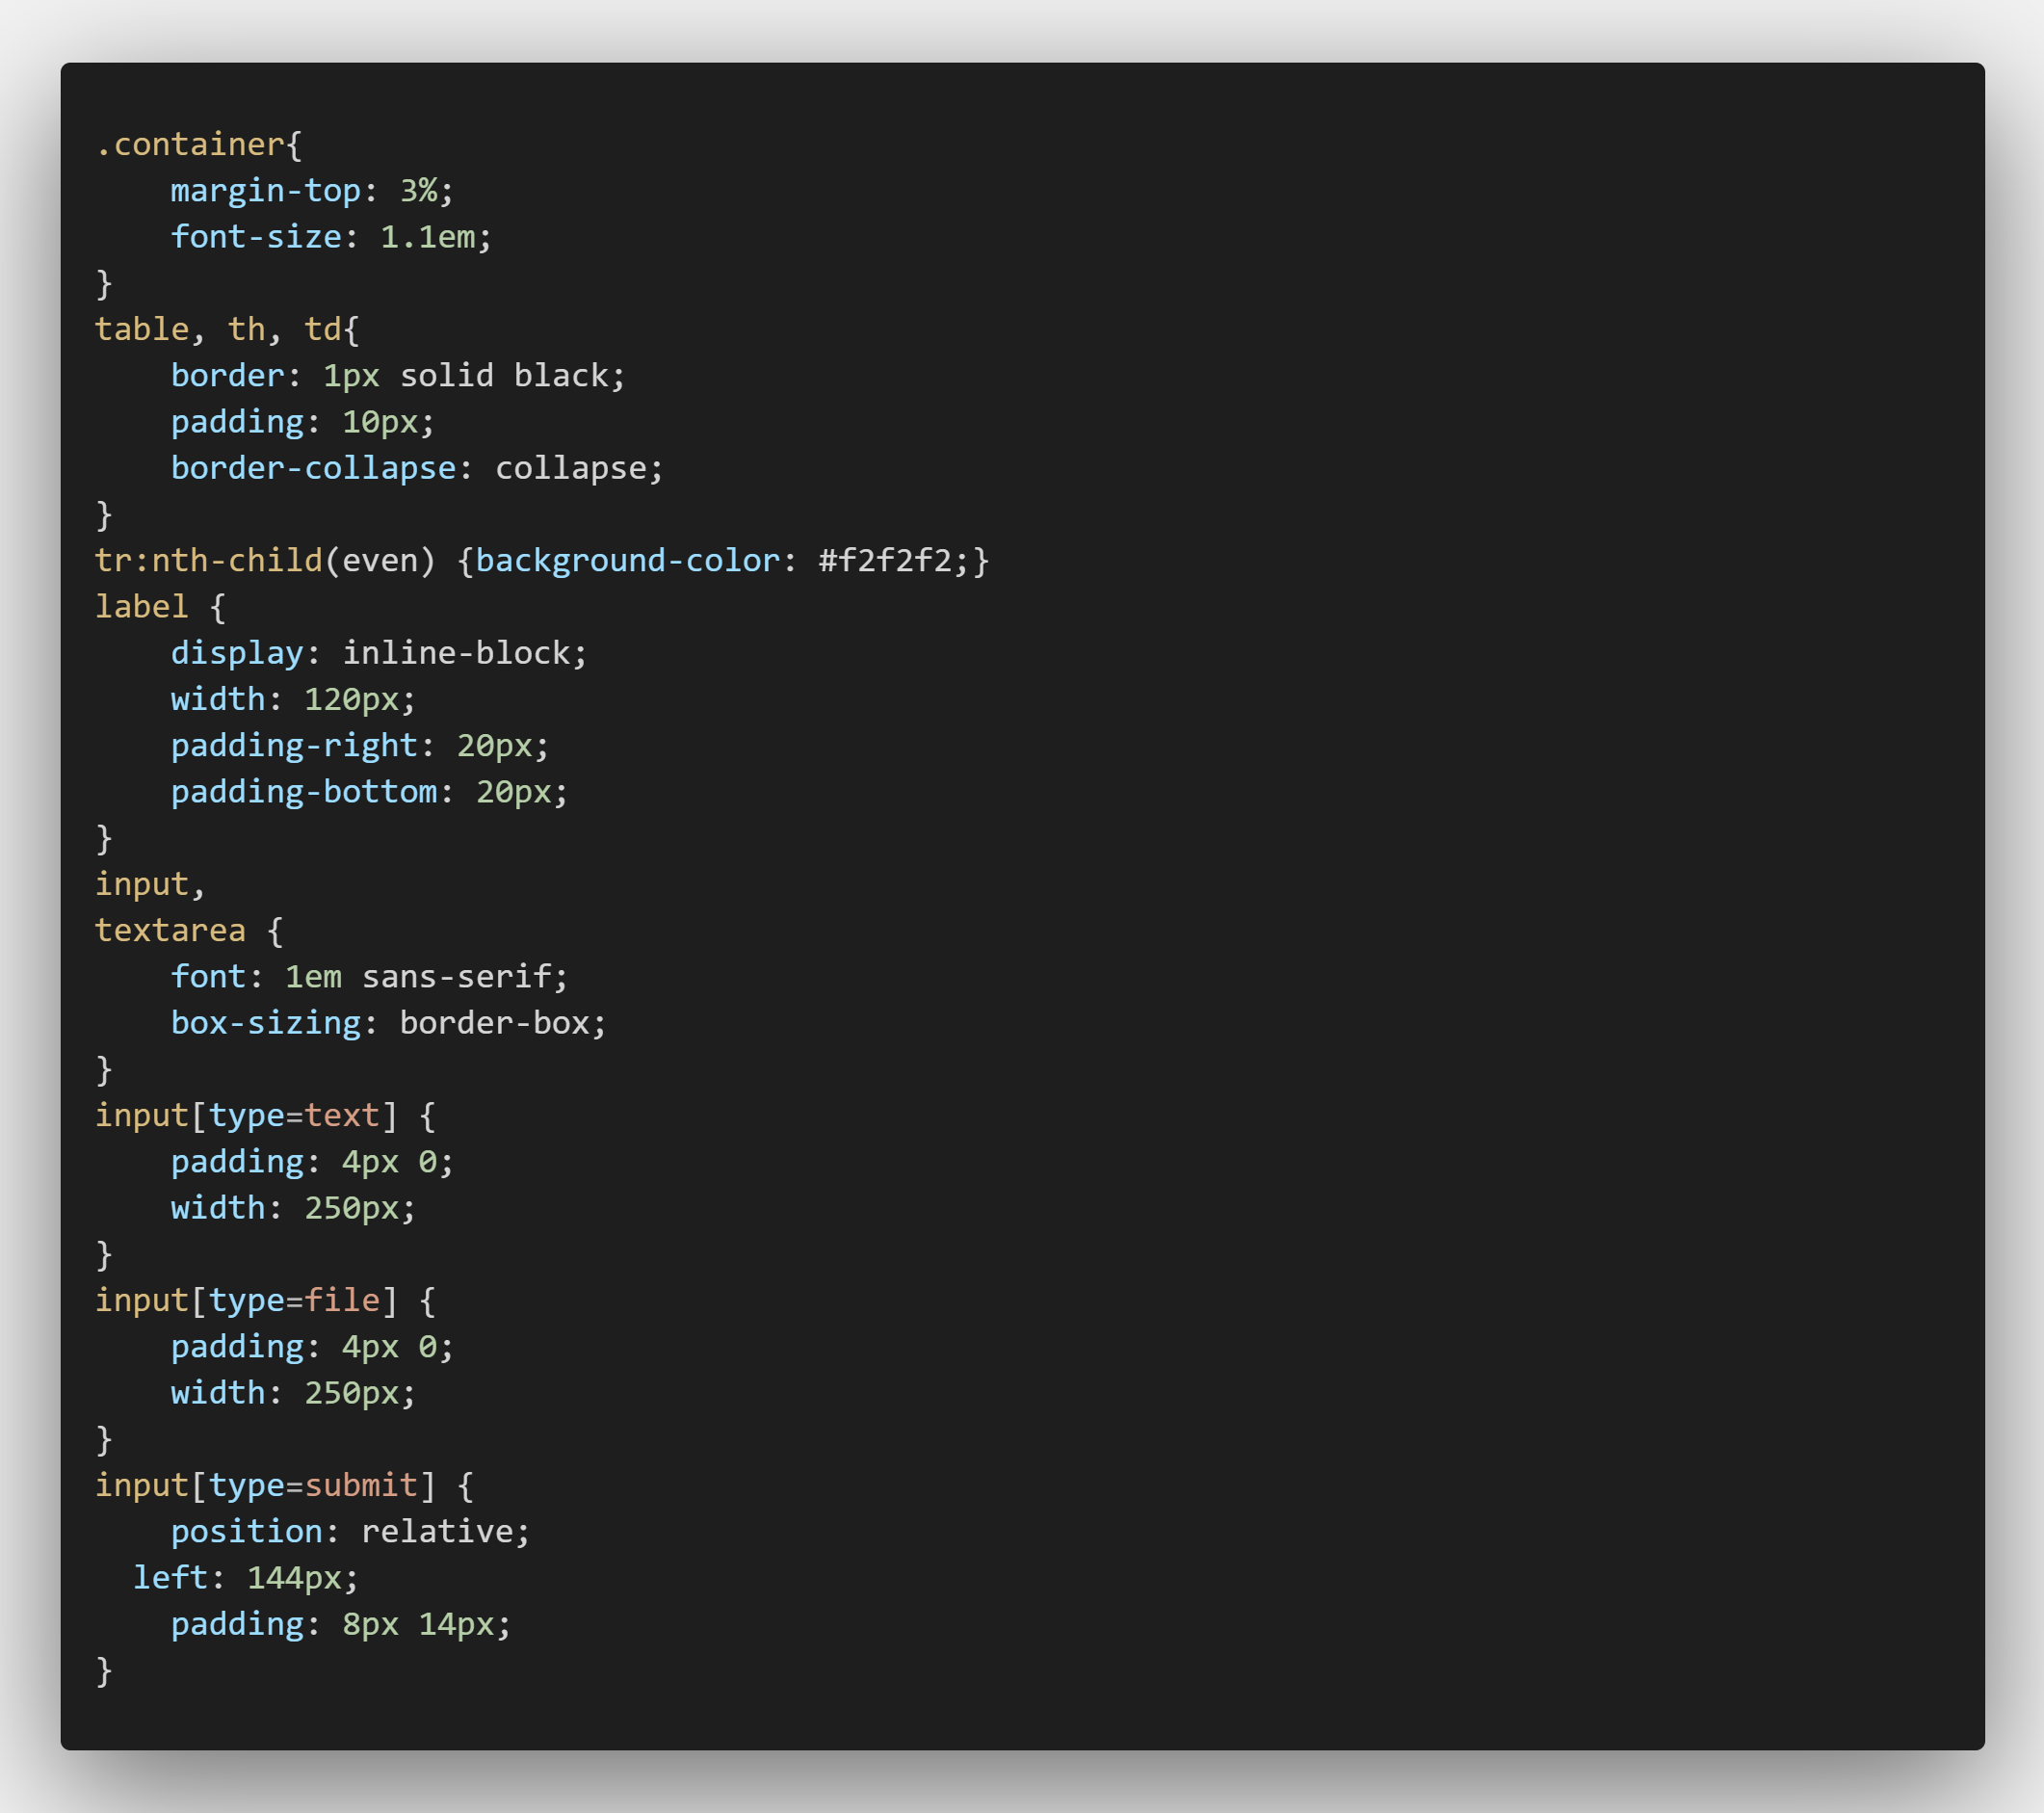 .container{
    margin-top: 3%;
    font-size: 1.1em;
}
table, th, td{
    border: 1px solid black;
    padding: 10px;
    border-collapse: collapse;
}
tr:nth-child(even) {background-color: #f2f2f2;}
label {
    display: inline-block;
    width: 120px;
    padding-right: 20px;
    padding-bottom: 20px;
}
input,
textarea {
    font: 1em sans-serif;
    box-sizing: border-box;
}
input[type=text] {
    padding: 4px 0;
    width: 250px;
}
input[type=file] {
    padding: 4px 0;
    width: 250px;
}
input[type=submit] {
    position: relative;
  left: 144px;
    padding: 8px 14px;
}